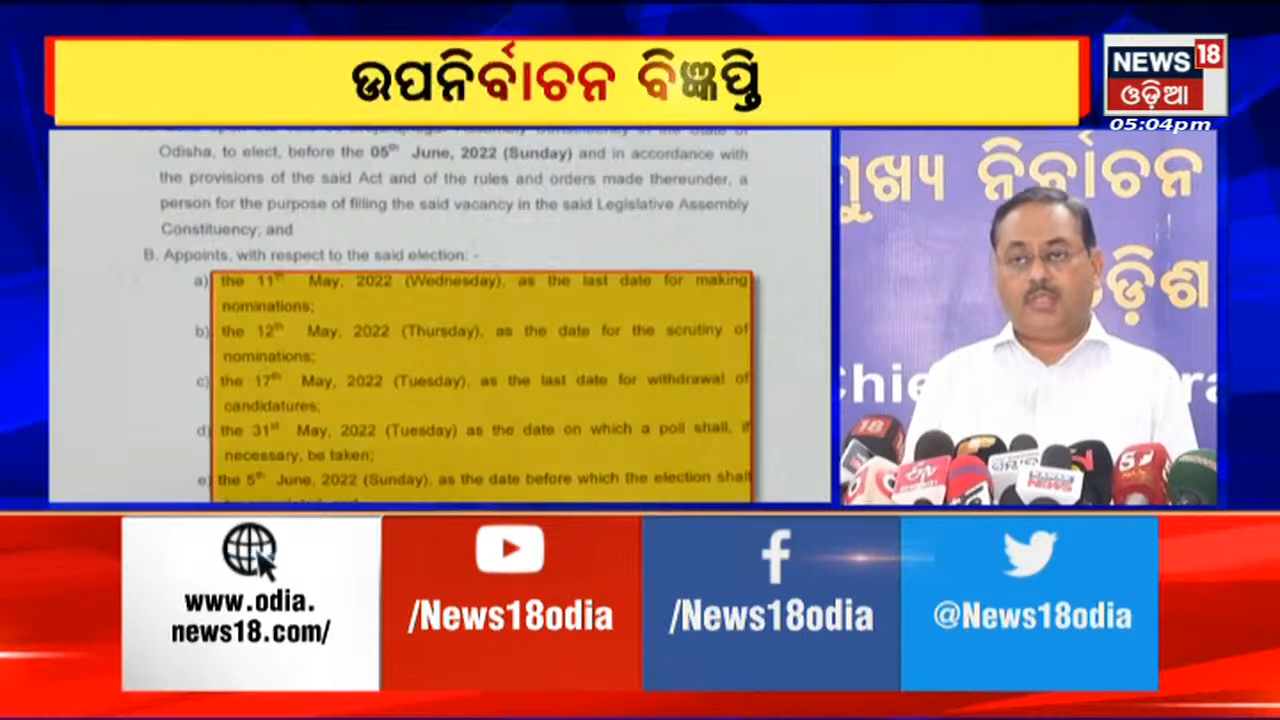 ଉପନିର୍ବାଚନ ବିଜ୍ଞପ୍ତି
NEWS 18
ଓଡ଼ିଆ
05:04pm
Odisha, to elect, before the 05th June, 2022 (Sunday) and in accordance with
the provisions of the said Act and of the rules and orders made thereunder, a
person for the purpose of filling the said vacancy in the said Legislative Assembly
Constituency; and
B. Appoints, with respect to the said election: -
a) the 11th May, 2022 (Wednesday), as the last date for making
nominations;
b) the 12th May, 2022 (Thursday), as the date for the scrutiny of
nominations;
c) the 17th May, 2022 (Tuesday), as the last date for withdrawal of
candidatures;
d) the 31st May, 2022 (Tuesday) as the date on which a poll shall, if
necessary, be taken;
e) the 5th June, 2022 (Sunday), as the date before which the election shall
ମୁଖ୍ୟ ନିର୍ବାଚନ
ଓଡ଼ିଶ
Chie
18
NEWS
www.odia.
news18.com/
/News18odia
/News18odia
@News18odia